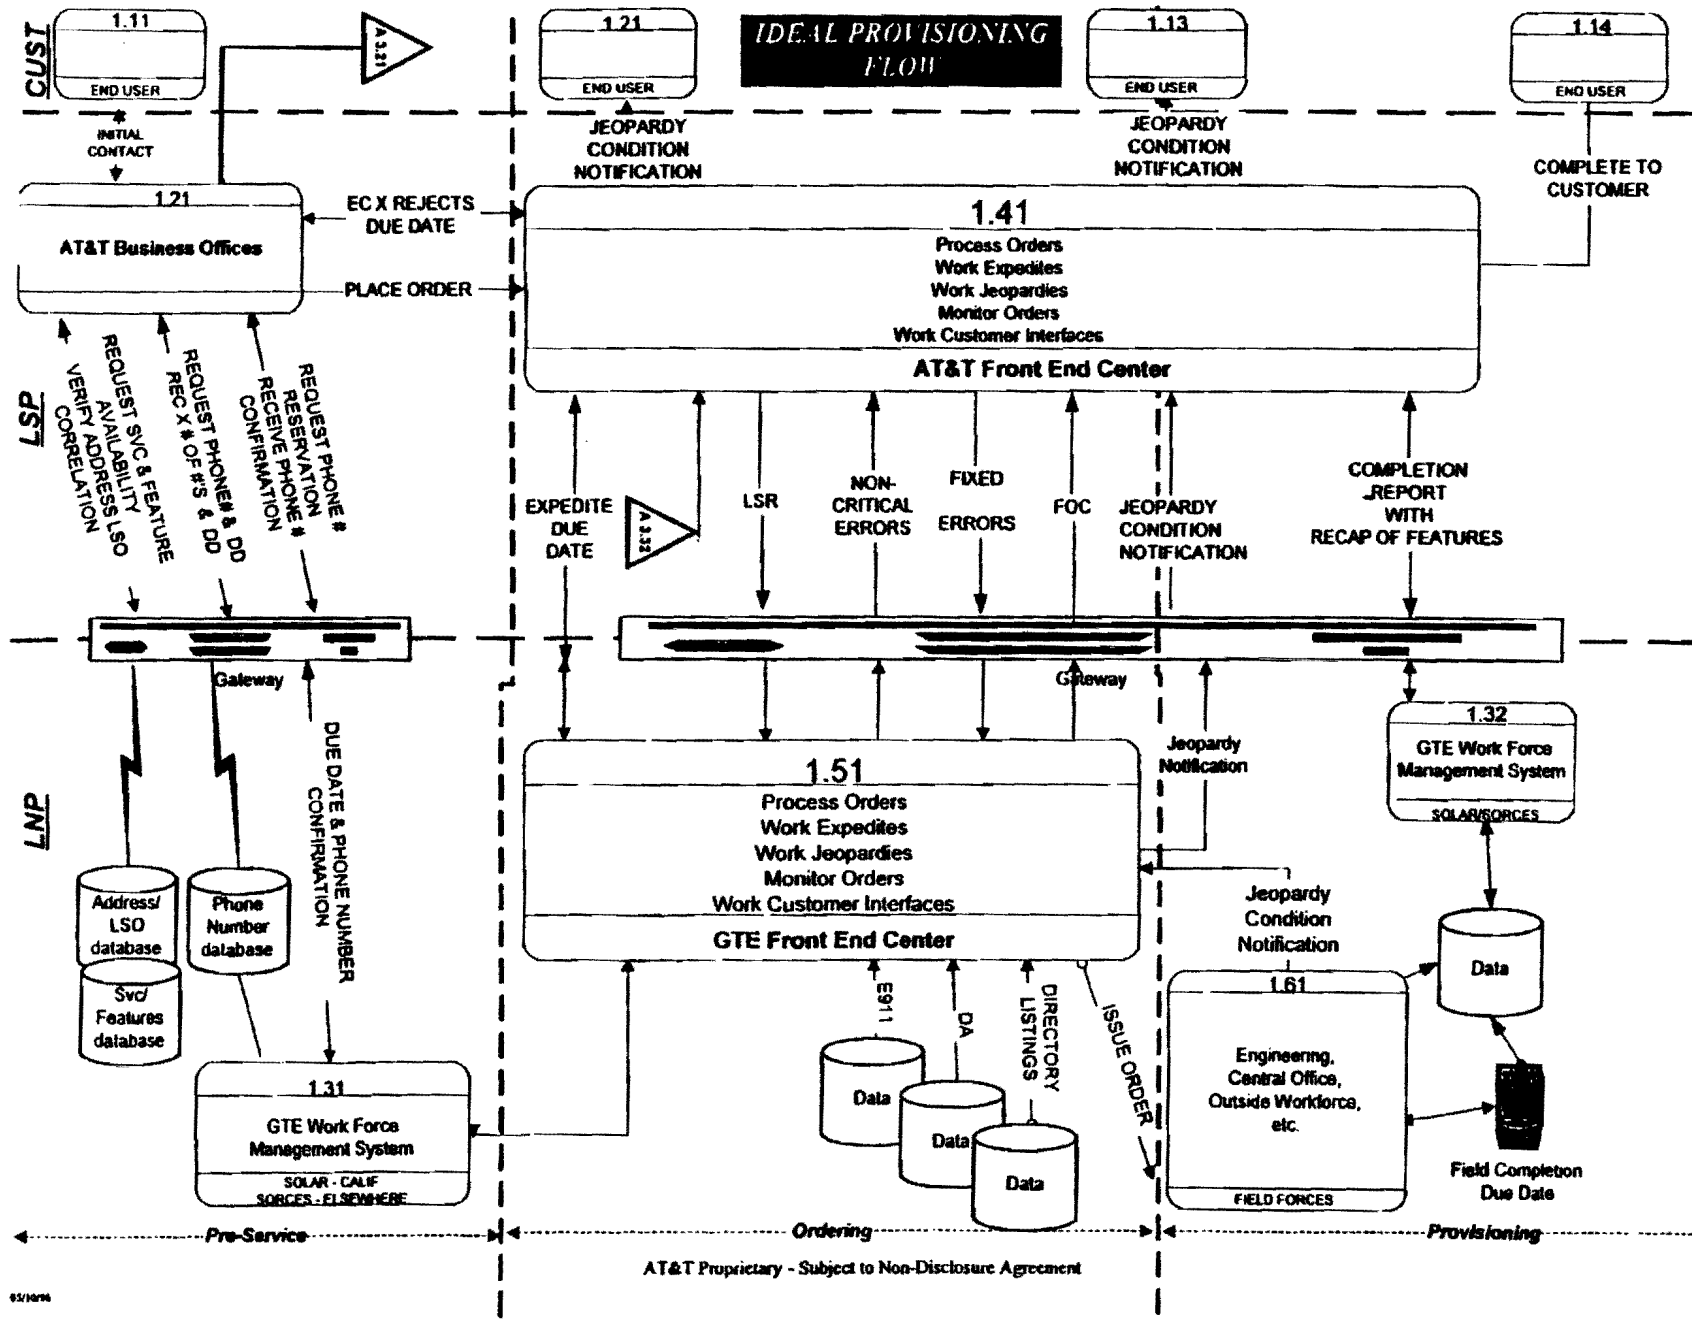 CUST
1.11
END USER
A 3.21
1.21
END USER
IDEAL PROVISIONING
FLOW
1.13
END USER
1.14
END USER
INITIAL
CONTACT
JEOPARDY
CONDITION
NOTIFICATION
JEOPARDY
CONDITION
NOTIFICATION
COMPLETE TO
CUSTOMER
LSP
1.21
AT&T Business Offices
EC X REJECTS
DUE DATE
PLACE ORDER
1.41
Process Orders
Work Expedites
Work Jeopardies
Monitor Orders
Work Customer Interfaces
AT&T Front End Center
REQUEST SVC & FEATURE
AVAILABILITY
VERIFY ADDRESS LSO
CORRELATION
REQUEST PHONE# & DD
REC X # OF #'S & DD
REQUEST PHONE #
RESERVATION
RECEIVE PHONE #
CONFIRMATION
EXPEDITE
DUE
DATE
A 3.32
LSR
NON-
CRITICAL
ERRORS
FIXED
ERRORS
FOC
JEOPARDY
CONDITION
NOTIFICATION
COMPLETION
REPORT
WITH
RECAP OF FEATURES
Gateway
Gateway
LNP
DUE DATE & PHONE NUMBER
CONFIRMATION
Address/
LSO
database
Svc/
Features
database
Phone
Number
database
1.31
GTE Work Force
Management System
SOLAR - CALIF
SORCES - ELSEWHERE
1.51
Process Orders
Work Expedites
Work Jeopardies
Monitor Orders
Work Customer Interfaces
GTE Front End Center
E911
DA
DIRECTORY
LISTINGS
ISSUE ORDER
Data
Data
Data
Jeopardy
Notification
1.32
GTE Work Force
Management System
SOLAR/SORCES
Jeopardy
Condition
Notification
Data
1.61
Engineering,
Central Office,
Outside Workforce,
etc.
FIELD FORCES
Field Completion
Due Date
Pre-Service
Ordering
Provisioning
AT&T Proprietary - Subject to Non-Disclosure Agreement